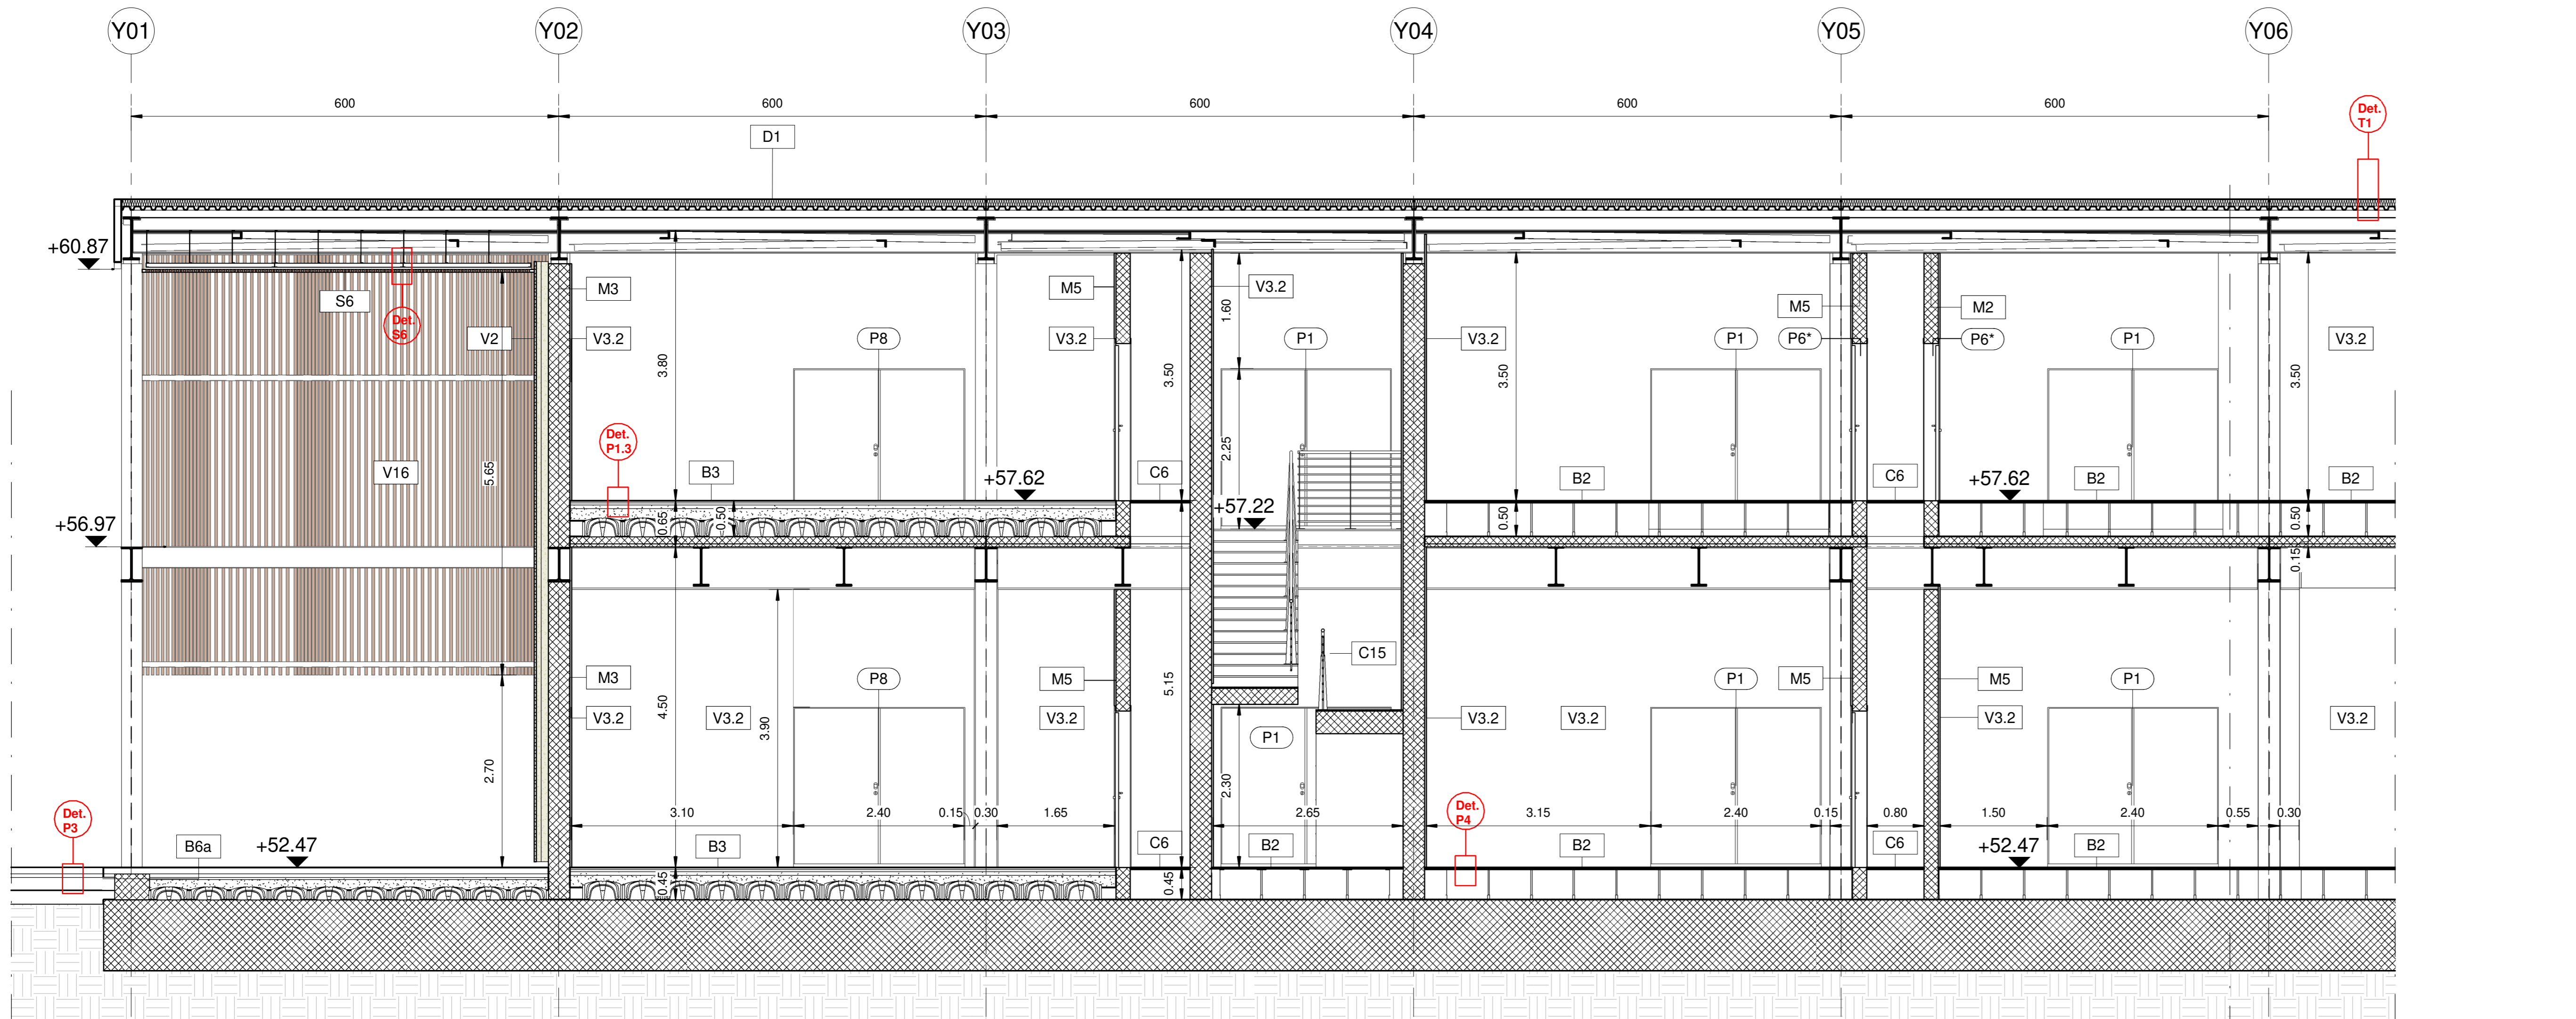 Y01 Y02 Y03 Y04 Y05 Y06
600 600 600 600 600
Det.
T1
D1
+60.87
S6
Det.
S6
V2
M3
V3.2
3.80
P8
M5
V3.2
3.50
V3.2
1.60
P1
V3.2
3.50
P1
M5
P6*
M2
P6*
P1
3.50
V3.2
V16
5.65
Det.
P1.3
B3
+57.62
C6
2.25
+57.22
B2
C6
+57.62
B2
B2
+56.97
0.65
0.50
0.50
0.50
0.15
M3
V3.2
4.50
V3.2
3.90
P8
M5
V3.2
5.15
C15
P1
2.30
V3.2
V3.2
P1
M5
M5
V3.2
P1
V3.2
2.70
Det.
P3
3.10 2.40 0.15 0.30 1.65 2.65
Det.
P4
3.15 2.40 0.15 0.80 1.50 2.40 0.55 0.30
B6a
+52.47
B3
C6
B2
B2
C6
+52.47
B2
0.45
0.45